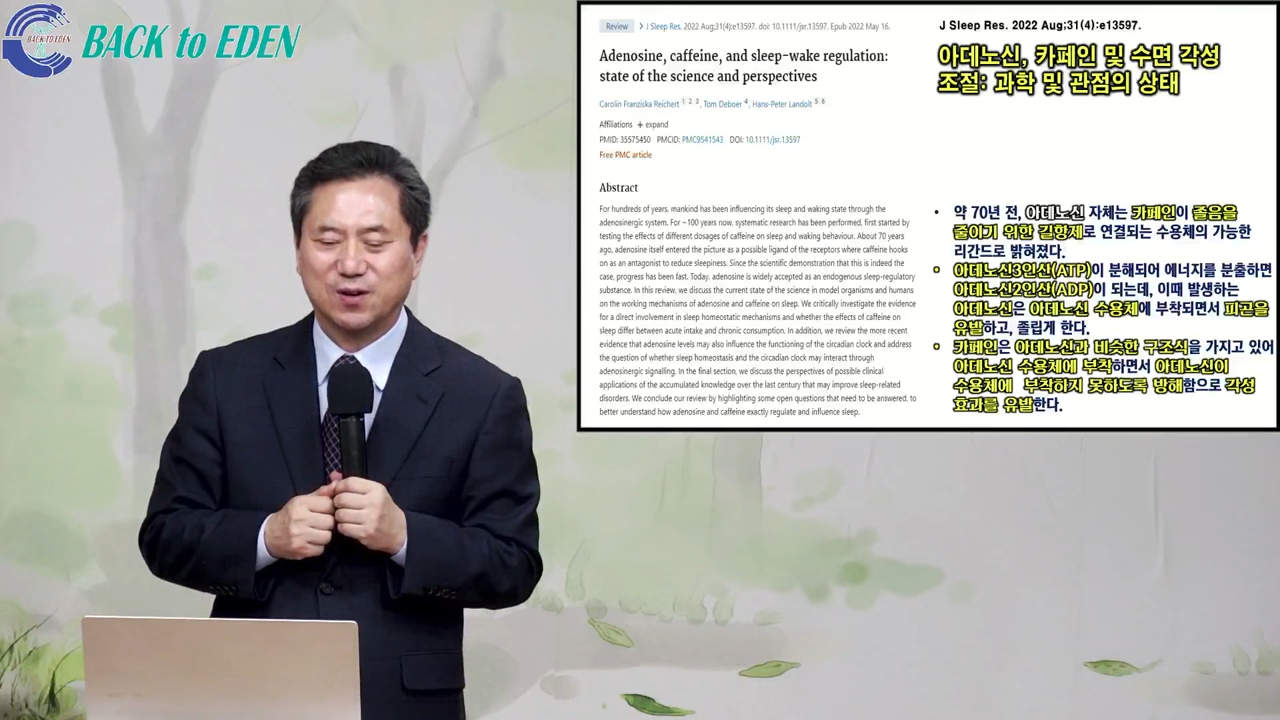 BACK TO EDEN
BACK to EDEN
Review
J Sleep Res. 2022 Aug;31(4):e13597. doi: 10.1111/jsr.13597. Epub 2022 May 16.
Adenosine, caffeine, and sleep-wake regulation:
state of the science and perspectives
Carolin Franziska Reichert 1 2 3, Tom Deboer 4, Hans-Peter Landolt 5 6
Affiliations + expand
PMID: 35575450 PMCID: PMC9541543 DOI: 10.1111/jsr.13597
Free PMC article
Abstract
For hundreds of years, mankind has been influencing its sleep and waking state through the
adenosinergic system. For ~100 years now, systematic research has been performed, first started by
testing the effects of different dosages of caffeine on sleep and waking behaviour. About 70 years
ago, adenosine itself entered the picture as a possible ligand of the receptors where caffeine hooks
on as an antagonist to reduce sleepiness. Since the scientific demonstration that this is indeed the
case, progress has been fast. Today, adenosine is widely accepted as an endogenous sleep-regulatory
substance. In this review, we discuss the current state of the science in model organisms and humans
on the working mechanisms of adenosine and caffeine on sleep. We critically investigate the evidence
for a direct involvement in sleep homeostatic mechanisms and whether the effects of caffeine on
sleep differ between acute intake and chronic consumption. In addition, we review the more recent
evidence that adenosine levels may also influence the functioning of the circadian clock and address
the question of whether sleep homeostasis and the circadian clock may interact through
adenosinergic signalling. In the final section, we discuss the perspectives of possible clinical
applications of the accumulated knowledge over the last century that may improve sleep-related
disorders. We conclude our review by highlighting some open questions that need to be answered, to
better understand how adenosine and caffeine exactly regulate and influence sleep.
J Sleep Res. 2022 Aug;31(4):e13597.
아데노신, 카페인 및 수면 각성
조절: 과학 및 관점의 상태
• 약 70년 전, 아데노신 자체는 카페인이 졸음을
줄이기 위한 길항제로 연결되는 수용체의 가능한
리간드로 밝혀졌다.
• 아데노신3인산(ATP)이 분해되어 에너지를 분출하면
아데노신2인산(ADP)이 되는데, 이때 발생하는
아데노신은 아데노신 수용체에 부착되면서 피곤을
유발하고, 졸립게 한다.
• 카페인은 아데노신과 비슷한 구조식을 가지고 있어
아데노신 수용체에 부착하면서 아데노신이
수용체에 부착하지 못하도록 방해함으로 각성
효과를 유발한다.